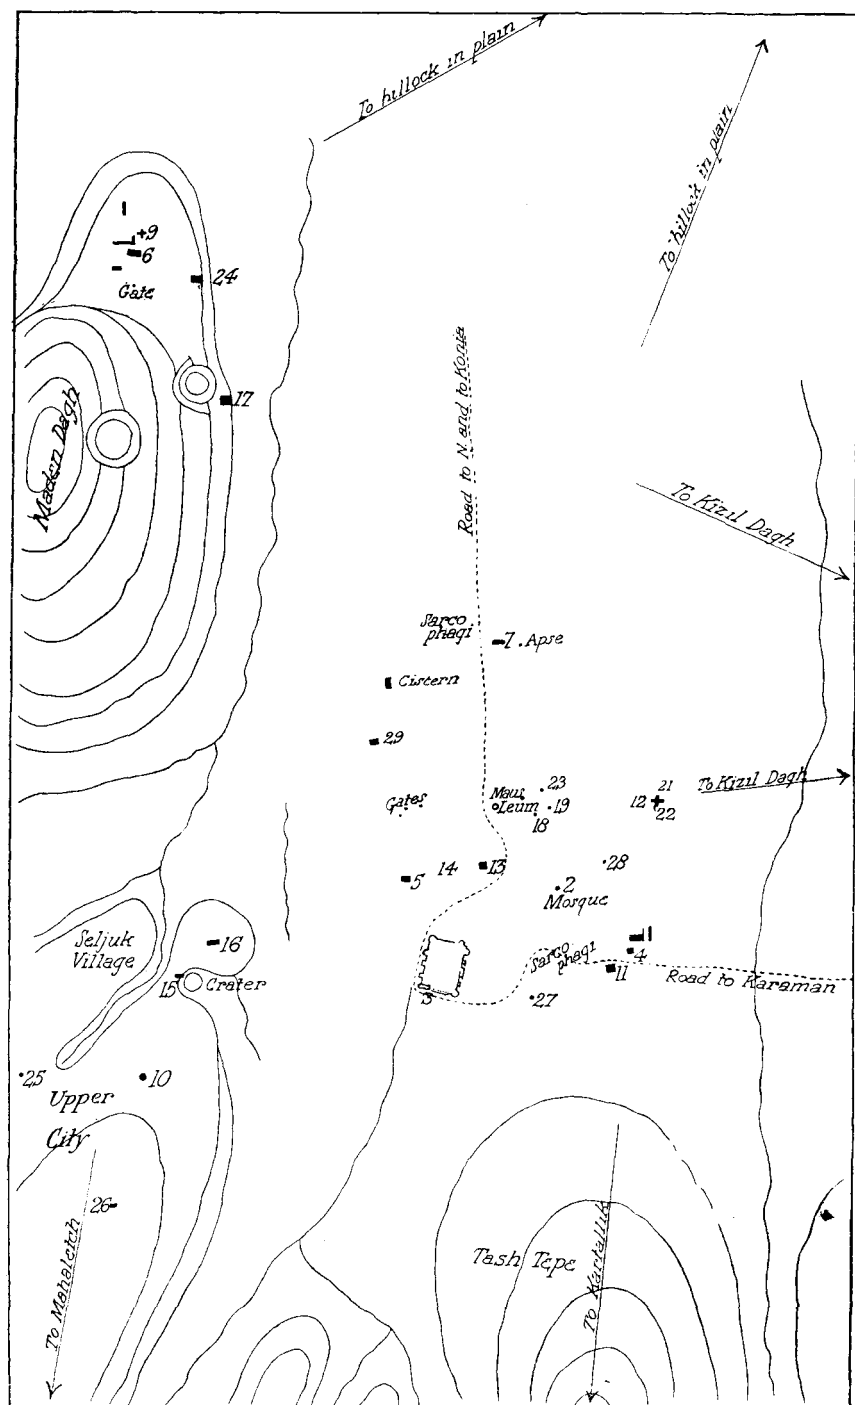 To hillock in plain
To hillock in plain
9
6
24
Gate
17
Maden Dagh
Road to N. and to Konia
To Kizil Dagh
Sarco
phagi
7. Apse
Cistern
29
To Kizil Dagh
23
21
Maus
12
Gates
Leum
19
22
18
28
14
13
5
2
Mosque
Seljuk
Village
16
4
Sarco
phagi
11
15
Crater
Road to Karaman
3
27
25
10
Upper
City
26
To Mahaletch
Tash Tepe
To Kartalluk